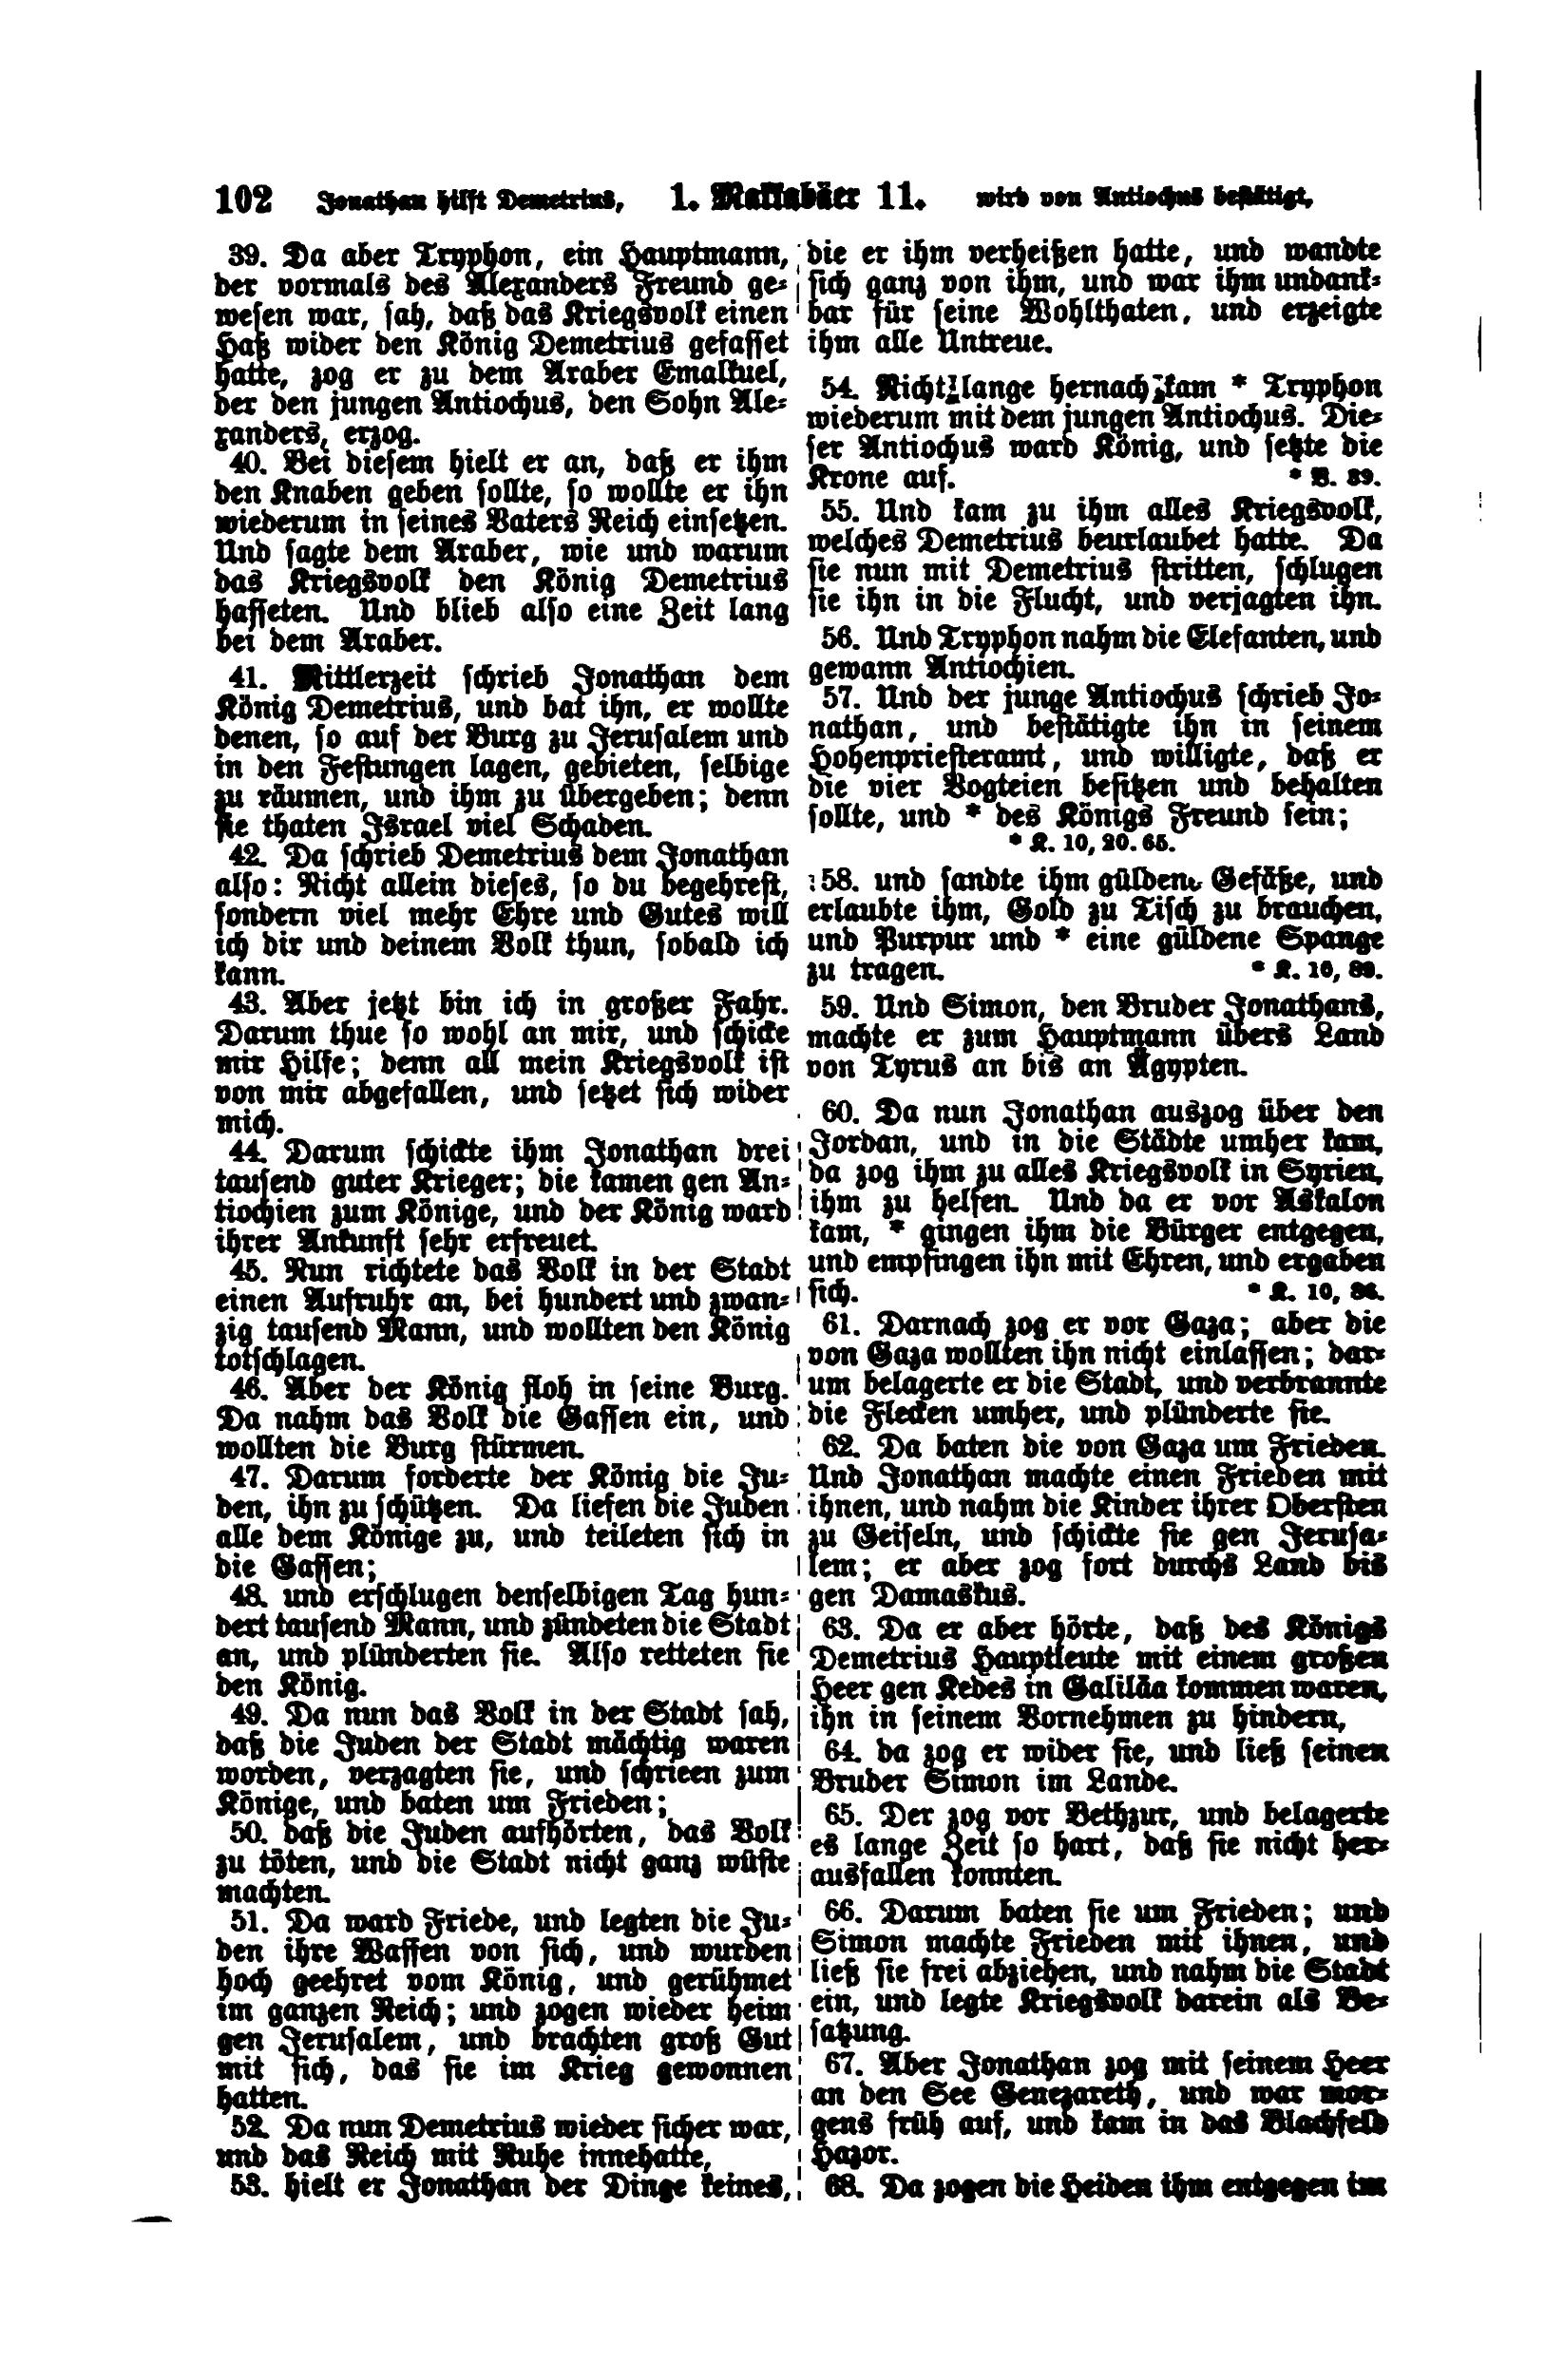 102 Jonathan hilft Demetrius, 1. Makkabäer 11. wird von Antiochus bestätigt,
39. Da aber Tryphon, ein Hauptmann,
der vormals des Alexanders Freund ge-
wesen war, sah, daß das Kriegsvolk einen
Haß wider den König Demetrius gefasset
hatte, zog er zu dem Araber Emalkuel,
der den jungen Antiochus, den Sohn Ale-
xanders, erzog.
40. Bei diesem hielt er an, daß er ihm
den Knaben geben sollte, so wollte er ihn
wiederum in seines Vaters Reich einsetzen.
Und sagte dem Araber, wie und warum
das Kriegsvolk den König Demetrius
hasseten. Und blieb also eine Zeit lang
bei dem Araber.
41. Mittlerzeit schrieb Jonathan dem
König Demetrius, und bat ihn, er wollte
denen, so auf der Burg zu Jerusalem und
in den Festungen lagen, gebieten, selbige
zu räumen, und ihm zu übergeben; denn
sie thaten Israel viel Schaden.
42. Da schrieb Demetrius dem Jonathan
also: Nicht allein dieses, so du begehrest,
sondern viel mehr Ehre und Gutes will
ich dir und deinem Volk thun, sobald ich
kann.
43. Aber jetzt bin ich in großer Fahr.
Darum thue so wohl an mir, und schicke
mir Hilfe; denn all mein Kriegsvolk ist
von mir abgefallen, und setzet sich wider
mich.
44. Darum schickte ihm Jonathan drei
tausend guter Krieger; die kamen gen An-
tiochien zum Könige, und der König ward
ihrer Ankunft sehr erfreuet.
45. Nun richtete das Volk in der Stadt
einen Aufruhr an, bei hundert und zwan-
zig tausend Mann, und wollten den König
totschlagen.
46. Aber der König floh in seine Burg.
Da nahm das Volk die Gassen ein, und
wollten die Burg stürmen.
47. Darum forderte der König die Ju-
den, ihn zu schützen. Da liefen die Juden
alle dem Könige zu, und teileten sich in
die Gassen;
48. und erschlugen denselbigen Tag hun-
dert tausend Mann, und zündeten die Stadt
an, und plünderten sie. Also retteten sie
den König.
49. Da nun das Volk in der Stadt sah,
daß die Juden der Stadt mächtig waren
worden, verzagten sie, und schrieen zum
Könige, und baten um Frieden;
50. daß die Juden aufhörten, das Volk
zu töten, und die Stadt nicht ganz wüste
machten.
51. Da ward Friede, und legten die Ju-
den ihre Waffen von sich, und wurden
hoch geehret vom König, und gerühmet
im ganzen Reich; und zogen wieder heim
gen Jerusalem, und brachten groß Gut
mit sich, das sie im Krieg gewonnen
hatten.
52. Da nun Demetrius wieder sicher war,
und das Reich mit Ruhe innehatte,
53. hielt er Jonathan der Dinge keines,
die er ihm verheißen hatte, und wandte
sich ganz von ihm, und war ihm undank-
bar für seine Wohlthaten, und erzeigte
ihm alle Untreue.
54. Nicht lange hernach kam * Tryphon
wiederum mit dem jungen Antiochus. Die-
ser Antiochus ward König, und setzte die
Krone auf. * V. 39.
55. Und kam zu ihm alles Kriegsvolk,
welches Demetrius beurlaubet hatte. Da
sie nun mit Demetrius stritten, schlugen
sie ihn in die Flucht, und verjagten ihn.
56. Und Tryphon nahm die Elefanten, und
gewann Antiochien.
57. Und der junge Antiochus schrieb Jo-
nathan, und bestätigte ihn in seinem
Hohenpriesteramt, und willigte, daß er
die vier Vogteien besitzen und behalten
sollte, und * des Königs Freund sein;
* K. 10, 20. 65.
58. und sandte ihm güldene Gefäße, und
erlaubte ihm, Gold zu Tisch zu brauchen,
und Purpur und * eine güldene Spange
zu tragen. * K. 10, 89.
59. Und Simon, den Bruder Jonathans,
machte er zum Hauptmann übers Land
von Tyrus an bis an Ägypten.
60. Da nun Jonathan auszog über den
Jordan, und in die Städte umher kam,
da zog ihm zu alles Kriegsvolk in Syrien,
ihm zu helfen. Und da er vor Askalon
kam, * gingen ihm die Bürger entgegen,
und empfingen ihn mit Ehren, und ergaben
sich. * K. 10, 86.
61. Darnach zog er vor Gaza; aber die
von Gaza wollten ihn nicht einlassen; dar-
um belagerte er die Stadt, und verbrannte
die Flecken umher, und plünderte sie.
62. Da baten die von Gaza um Frieden.
Und Jonathan machte einen Frieden mit
ihnen, und nahm die Kinder ihrer Obersten
zu Geiseln, und schickte sie gen Jerusa-
lem; er aber zog fort durchs Land bis
gen Damaskus.
63. Da er aber hörte, daß des Königs
Demetrius Hauptleute mit einem großen
Heer gen Kedes in Galiläa kommen waren,
ihn in seinem Vornehmen zu hindern,
64. da zog er wider sie, und ließ seinen
Bruder Simon im Lande.
65. Der zog vor Bethzur, und belagerte
es lange Zeit so hart, daß sie nicht her-
ausfallen konnten.
66. Darum baten sie um Frieden; und
Simon machte Frieden mit ihnen, und
ließ sie frei abziehen, und nahm die Stadt
ein, und legte Kriegsvolk darein als Be-
satzung.
67. Aber Jonathan zog mit seinem Heer
an den See Genezareth, und war mor-
gens früh auf, und kam in das Blachfeld
Hazor.
68. Da zogen die Heiden ihm entgegen im